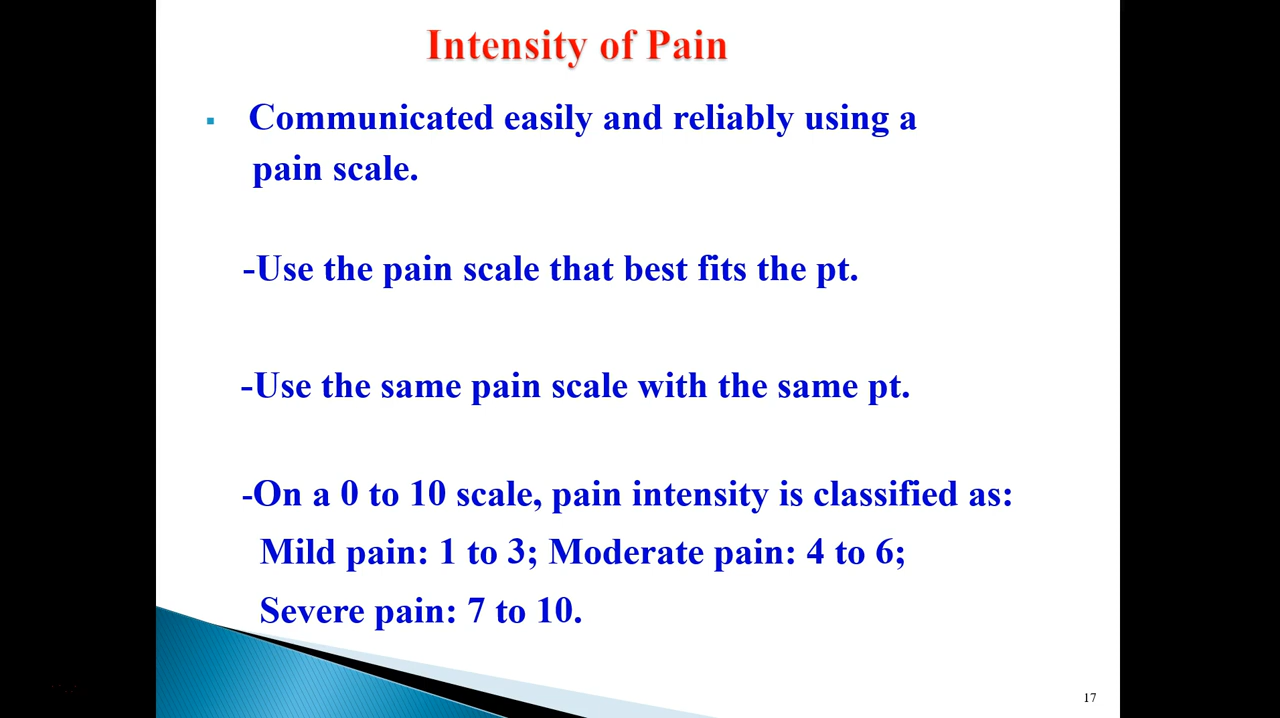 Intensity of Pain
▪ Communicated easily and reliably using a
pain scale.
-Use the pain scale that best fits the pt.
-Use the same pain scale with the same pt.
-On a 0 to 10 scale, pain intensity is classified as:
Mild pain: 1 to 3; Moderate pain: 4 to 6;
Severe pain: 7 to 10.
17